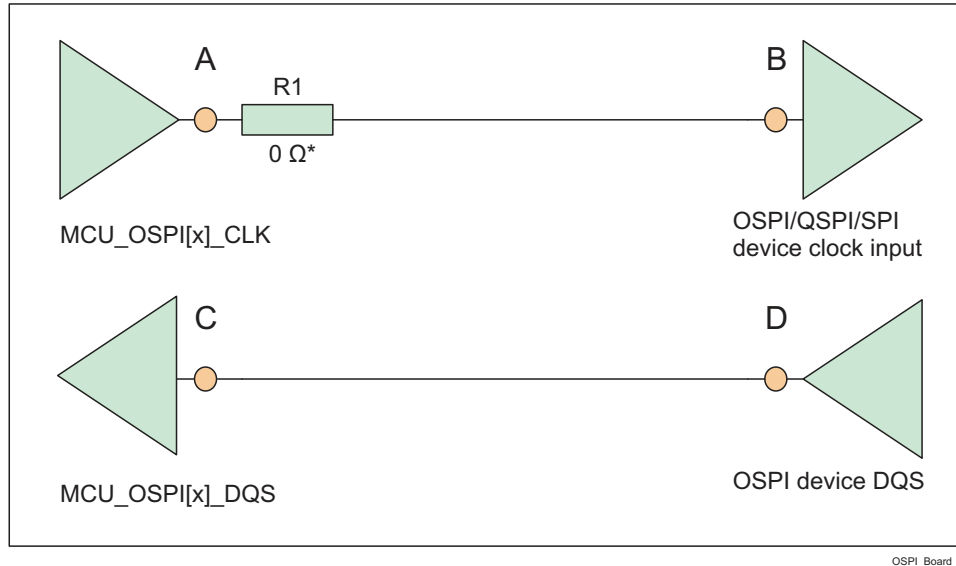 A
B
R1
0 Ω*
MCU_OSPI[x]_CLK
OSPI/QSPI/SPI
device clock input
C
D
MCU_OSPI[x]_DQS
OSPI device DQS
OSPI_Board